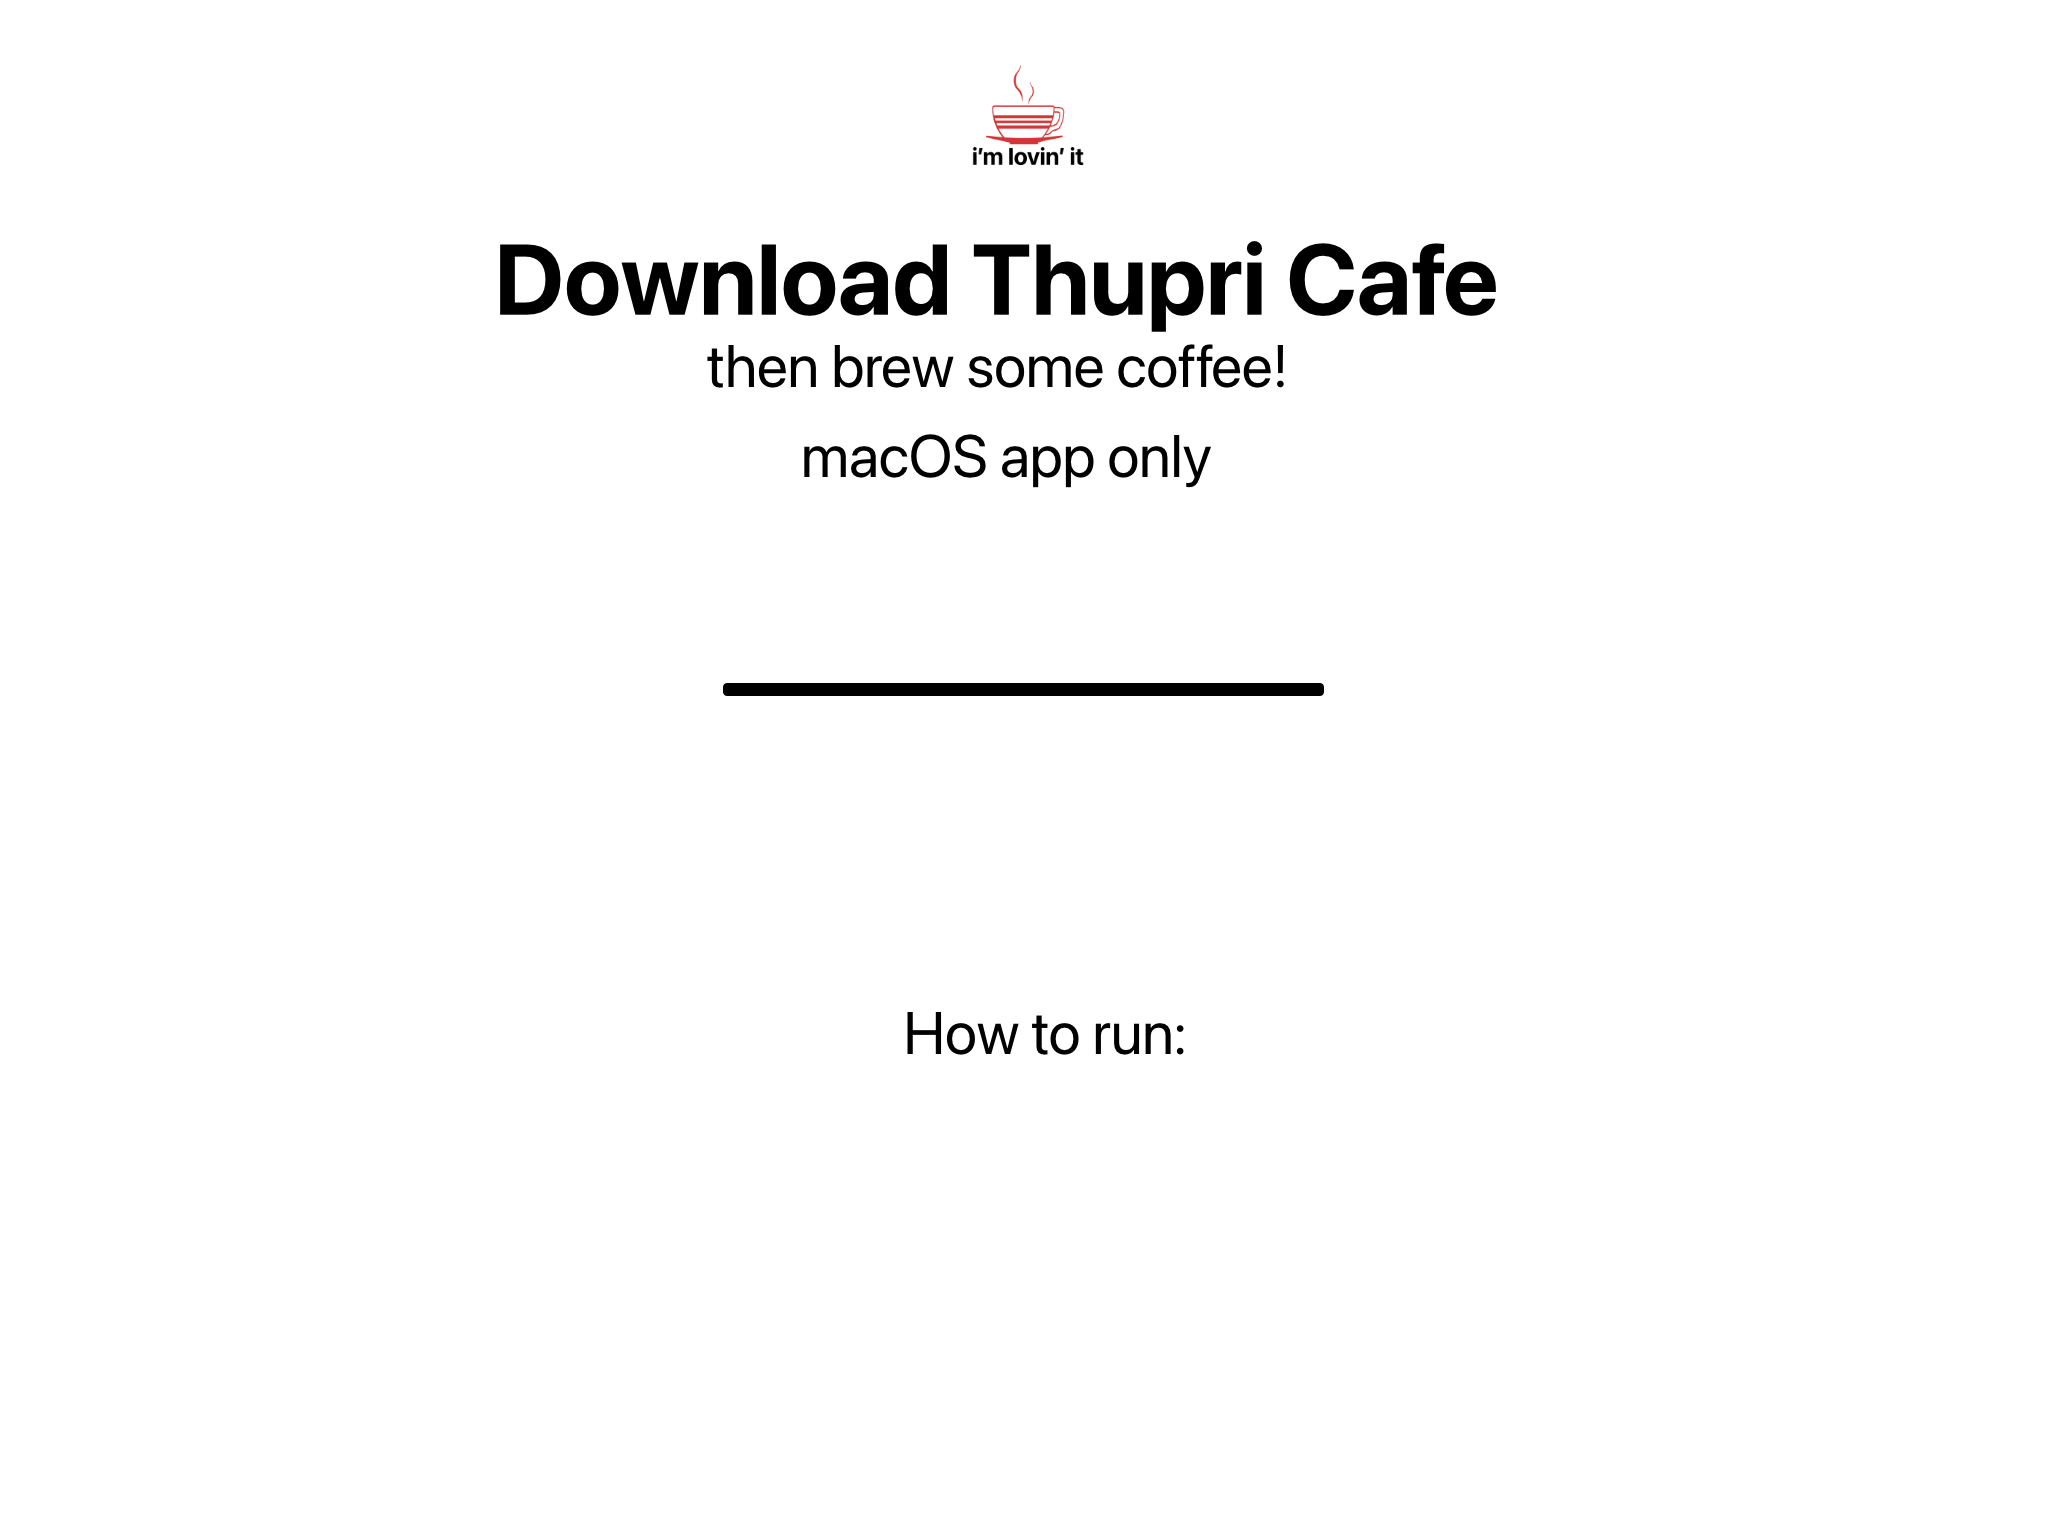 i’m lovin’ it
Download Thupri Cafe
then brew some coffee!
macOS app only
How to run: